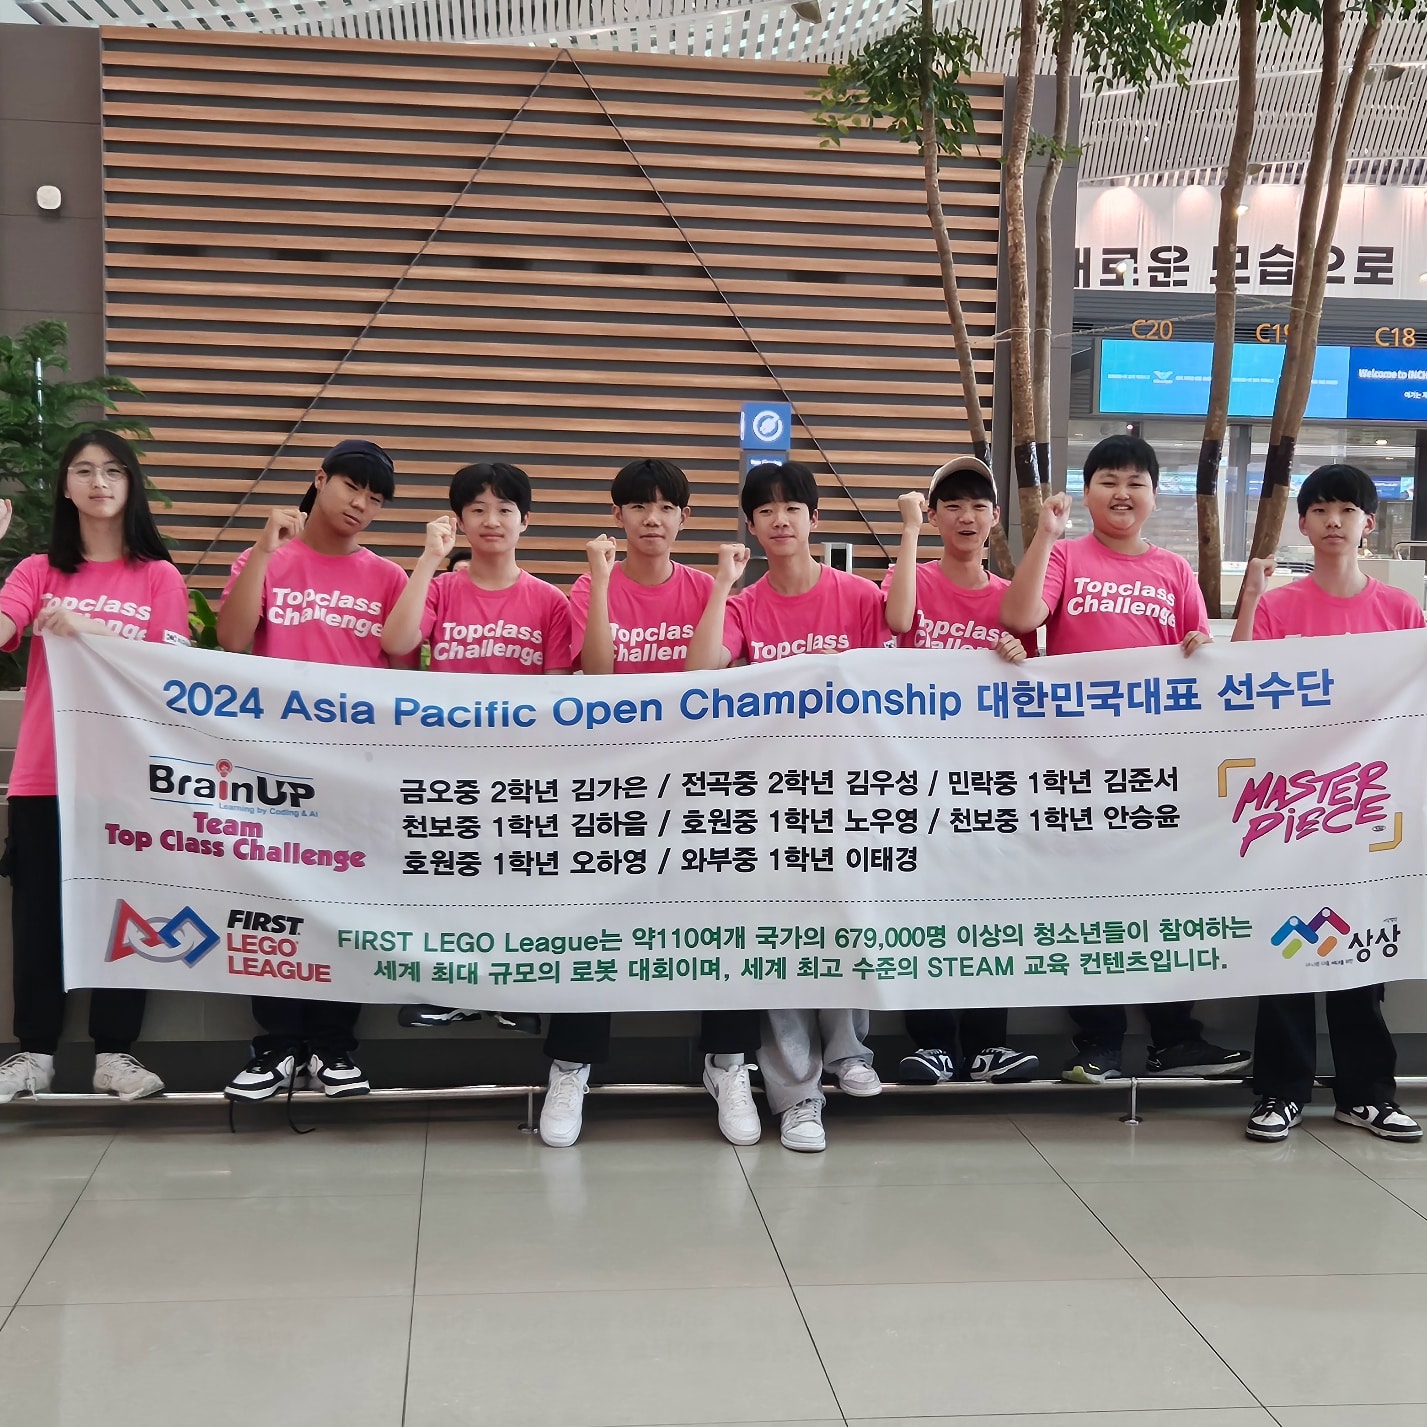 새로운 모습으로
C20
C19
C18
Welcome to INCH
Topclass
Challenge
Topclass
Challenge
Topclass
Challenge
Topclass
Challenge
Topclass
Topclass
Challenge
Topclass
Challenge
2024 Asia Pacific Open Championship 대한민국대표 선수단
BrainUP
Learning by Coding & AI
Team
Top Class Challenge
금오중 2학년 김가은 / 전곡중 2학년 김우성 / 민락중 1학년 김준서
천보중 1학년 김하음 / 호원중 1학년 노우영 / 천보중 1학년 안승윤
호원중 1학년 오하영 / 와부중 1학년 이태경
MASTER
PIECE
FIRST
LEGO
LEAGUE
FIRST LEGO League는 약110여개 국가의 679,000명 이상의 청소년들이 참여하는
세계 최대 규모의 로봇 대회이며, 세계 최고 수준의 STEAM 교육 컨텐츠입니다.
상상